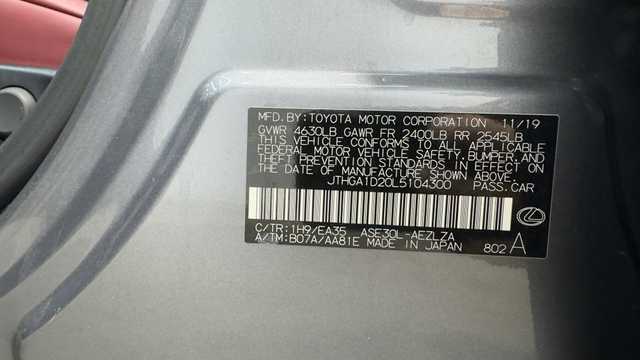 MFD. BY: TOYOTA MOTOR CORPORATION 11/19
GVWR 4630LB GAWR FR 2400LB RR 2545LB
THIS VEHICLE CONFORMS TO ALL APPLICABLE
FEDERAL MOTOR VEHICLE SAFETY, BUMPER, AND
THEFT PREVENTION STANDARDS IN EFFECT ON
THE DATE OF MANUFACTURE SHOWN ABOVE.
JTHGA1D20L5104300 PASS.CAR
C/TR:1H9/EA35 ASE30L-AEZLZA
A/TM:B07A/AA81E MADE IN JAPAN 802 A